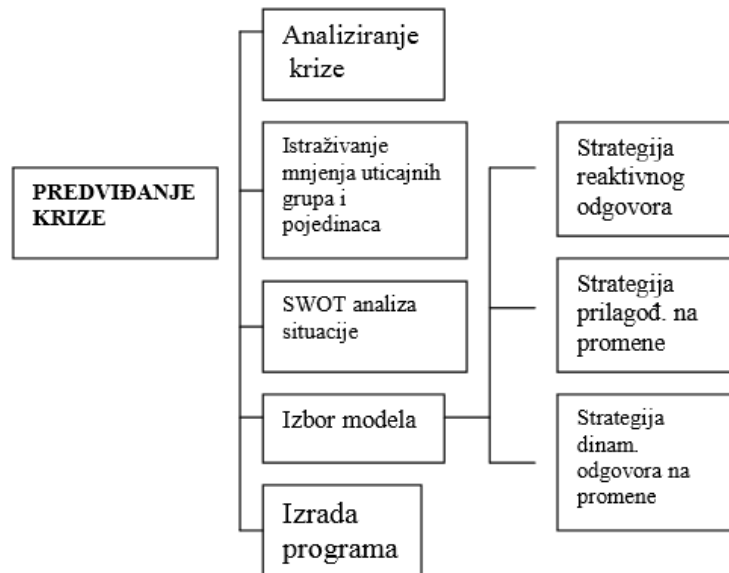 PREDVIĐANJE
KRIZE
Analiziranje
krize
Istraživanje
mnjenja uticajnih
grupa i
pojedinaca
SWOT analiza
situacije
Izbor modela
Izrada
programa
Strategija
reaktivnog
odgovora
Strategija
prilagođ. na
promene
Strategija
dinam.
odgovora na
promene